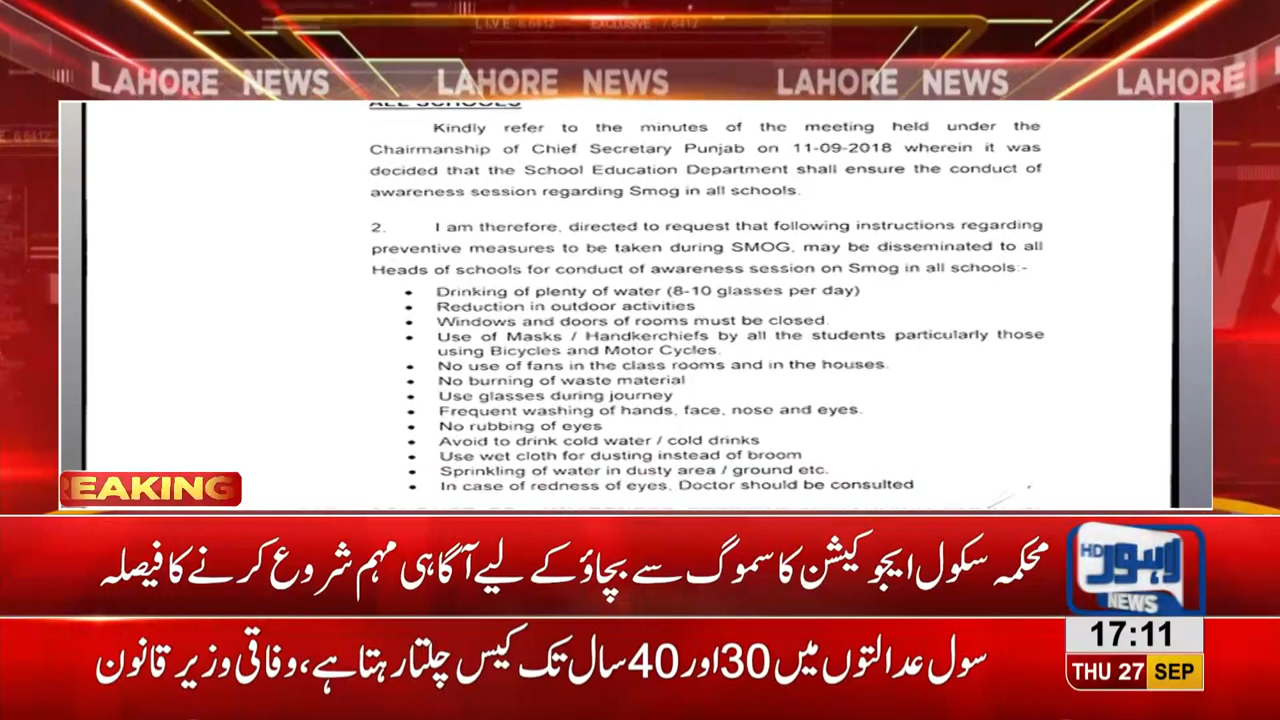 LIVE 6.6412 EXCLUSIVE 7.6412
LAHORE NEWS LAHORE NEWS LAHORE NEWS LAHORE
ALL SCHOOLS
Kindly refer to the minutes of the meeting held under the
Chairmanship of Chief Secretary Punjab on 11-09-2018 wherein it was
decided that the School Education Department shall ensure the conduct of
awareness session regarding Smog in all schools.
2. I am therefore, directed to request that following instructions regarding
preventive measures to be taken during SMOG, may be disseminated to all
Heads of schools for conduct of awareness session on Smog in all schools:-
• Drinking of plenty of water (8-10 glasses per day)
• Reduction in outdoor activities
• Windows and doors of rooms must be closed.
• Use of Masks / Handkerchiefs by all the students particularly those
using Bicycles and Motor Cycles.
• No use of fans in the class rooms and in the houses.
• No burning of waste material
• Use glasses during journey
• Frequent washing of hands, face, nose and eyes.
• No rubbing of eyes
• Avoid to drink cold water / cold drinks
• Use wet cloth for dusting instead of broom
• Sprinkling of water in dusty area / ground etc.
• In case of redness of eyes, Doctor should be consulted
REAKING
محکمہ سکول ایجوکیشن کا سموگ سے بچاؤ کے لیے آگاہی مہم شروع کرنے کا فیصلہ
HD لاہور
NEWS
17:11
سول عدالتوں میں 30 اور 40 سال تک کیس چلتا رہتا ہے، وفاقی وزیر قانون
THU 27 SEP